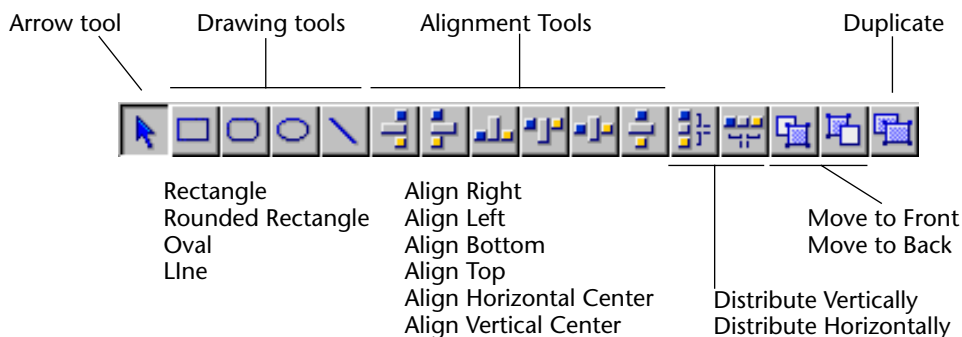 Arrow tool
Drawing tools
Alignment Tools
Duplicate
Rectangle
Rounded Rectangle
Oval
LIne
Align Right
Align Left
Align Bottom
Align Top
Align Horizontal Center
Align Vertical Center
Move to Front
Move to Back
Distribute Vertically
Distribute Horizontally